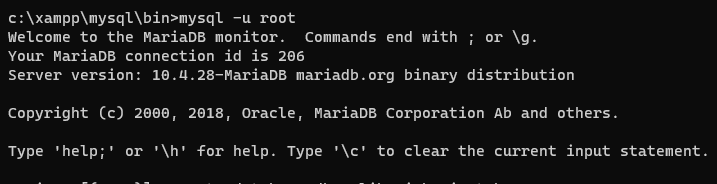 c:\xampp\mysql\bin>mysql -u root
Welcome to the MariaDB monitor.  Commands end with ; or \g.
Your MariaDB connection id is 206
Server version: 10.4.28-MariaDB mariadb.org binary distribution
Copyright (c) 2000, 2018, Oracle, MariaDB Corporation Ab and others.
Type 'help;' or '\h' for help. Type '\c' to clear the current input statement.